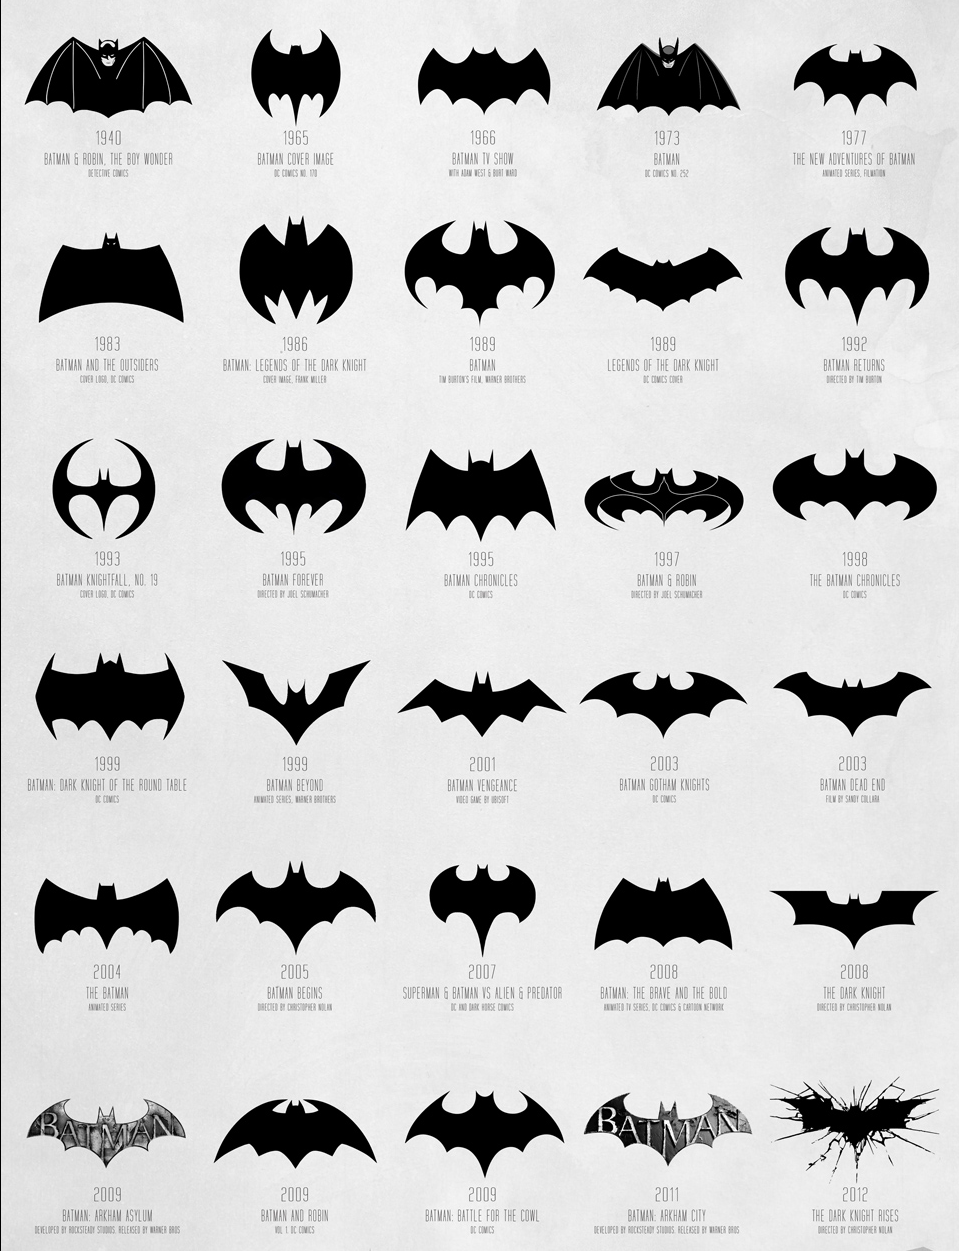 1940
BATMAN & ROBIN, THE BOY WONDER
DETECTIVE COMICS
1965
BATMAN COVER IMAGE
DC COMICS NO. 170
1966
BATMAN TV SHOW
WITH ADAM WEST & BURT WARD
1973
BATMAN
DC COMICS NO. 252
1977
THE NEW ADVENTURES OF BATMAN
ANIMATED SERIES, FILMATION
1983
BATMAN AND THE OUTSIDERS
COVER LOGO, DC COMICS
1986
BATMAN: LEGENDS OF THE DARK KNIGHT
COVER IMAGE, FRANK MILLER
1989
BATMAN
TIM BURTON'S FILM, WARNER BROTHERS
1989
LEGENDS OF THE DARK KNIGHT
DC COMICS COVER
1992
BATMAN RETURNS
DIRECTED BY TIM BURTON
1993
BATMAN KNIGHTFALL, NO. 19
COVER LOGO, DC COMICS
1995
BATMAN FOREVER
DIRECTED BY JOEL SCHUMACHER
1995
BATMAN CHRONICLES
DC COMICS
1997
BATMAN & ROBIN
DIRECTED BY JOEL SCHUMACHER
1998
THE BATMAN CHRONICLES
DC COMICS
1999
BATMAN: DARK KNIGHT OF THE ROUND TABLE
DC COMICS
1999
BATMAN BEYOND
ANIMATED SERIES, WARNER BROTHERS
2001
BATMAN VENGEANCE
VIDEO GAME BY UBISOFT
2003
BATMAN GOTHAM KNIGHTS
DC COMICS
2003
BATMAN DEAD END
FILM BY SANDY COLLARA
2004
THE BATMAN
ANIMATED SERIES
2005
BATMAN BEGINS
DIRECTED BY CHRISTOPHER NOLAN
2007
SUPERMAN & BATMAN VS ALIEN & PREDATOR
DC AND DARK HORSE COMICS
2008
BATMAN: THE BRAVE AND THE BOLD
ANIMATED TV SERIES, DC COMICS & CARTOON NETWORK
2008
THE DARK KNIGHT
DIRECTED BY CHRISTOPHER NOLAN
BATMAN
2009
BATMAN: ARKHAM ASYLUM
DEVELOPED BY ROCKSTEADY STUDIOS. RELEASED BY WARNER BROS
2009
BATMAN AND ROBIN
VOL 1. DC COMICS
2009
BATMAN: BATTLE FOR THE COWL
DC COMICS
BATMAN
2011
BATMAN: ARKHAM CITY
DEVELOPED BY ROCKSTEADY STUDIOS. RELEASED BY WARNER BROS
2012
THE DARK KNIGHT RISES
DIRECTED BY CHRISTOPHER NOLAN